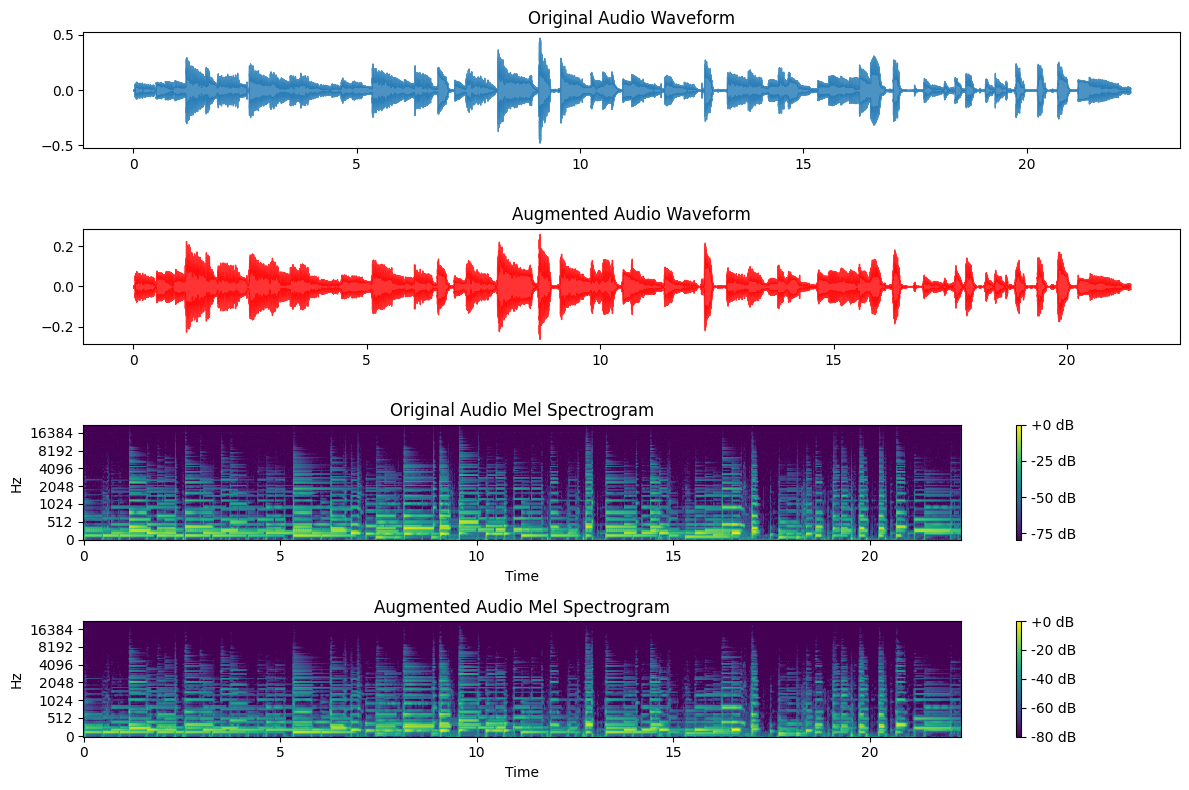 Original Audio Waveform
0.5
0.0
−0.5
0 5 10 15 20
Augmented Audio Waveform
0.2
0.0
−0.2
0 5 10 15 20
Original Audio Mel Spectrogram
16384
8192
4096
2048
1024
512
0
Hz
0 5 10 15 20
Time
+0 dB
-25 dB
-50 dB
-75 dB
Augmented Audio Mel Spectrogram
16384
8192
4096
2048
1024
512
0
Hz
0 5 10 15 20
Time
+0 dB
-20 dB
-40 dB
-60 dB
-80 dB